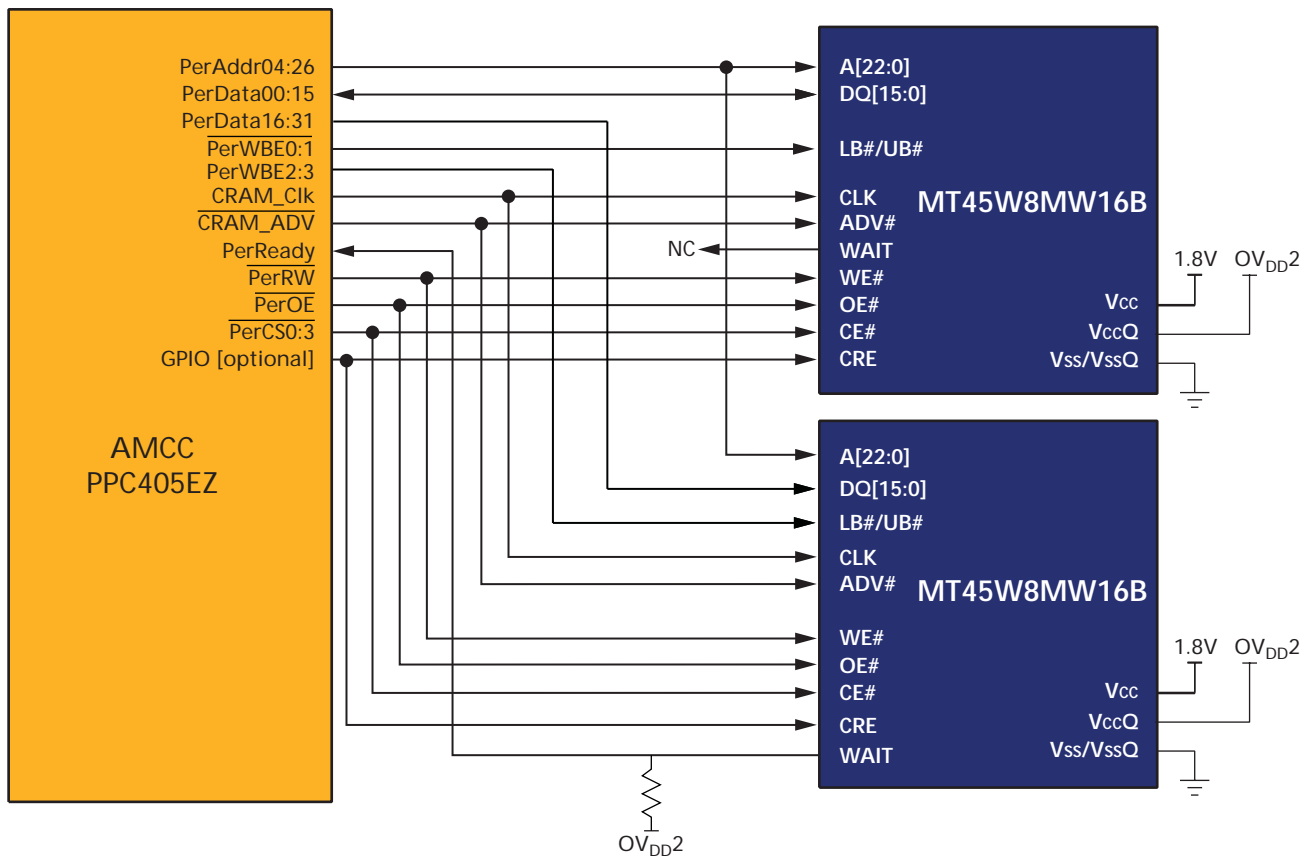 PerAddr04:26
PerData00:15
PerData16:31
PerWBE0:1
PerWBE2:3
CRAM_Clk
CRAM_ADV
PerReady
PerRW
PerOE
PerCS0:3
GPIO [optional]
AMCC
PPC405EZ
NC
A[22:0]
DQ[15:0]
LB#/UB#
CLK
ADV#
WAIT
WE#
OE#
CE#
CRE
MT45W8MW16B
Vcc
VccQ
Vss/VssQ
1.8V
OVDD2
A[22:0]
DQ[15:0]
LB#/UB#
CLK
ADV#
WE#
OE#
CE#
CRE
WAIT
MT45W8MW16B
Vcc
VccQ
Vss/VssQ
1.8V
OVDD2
OVDD2